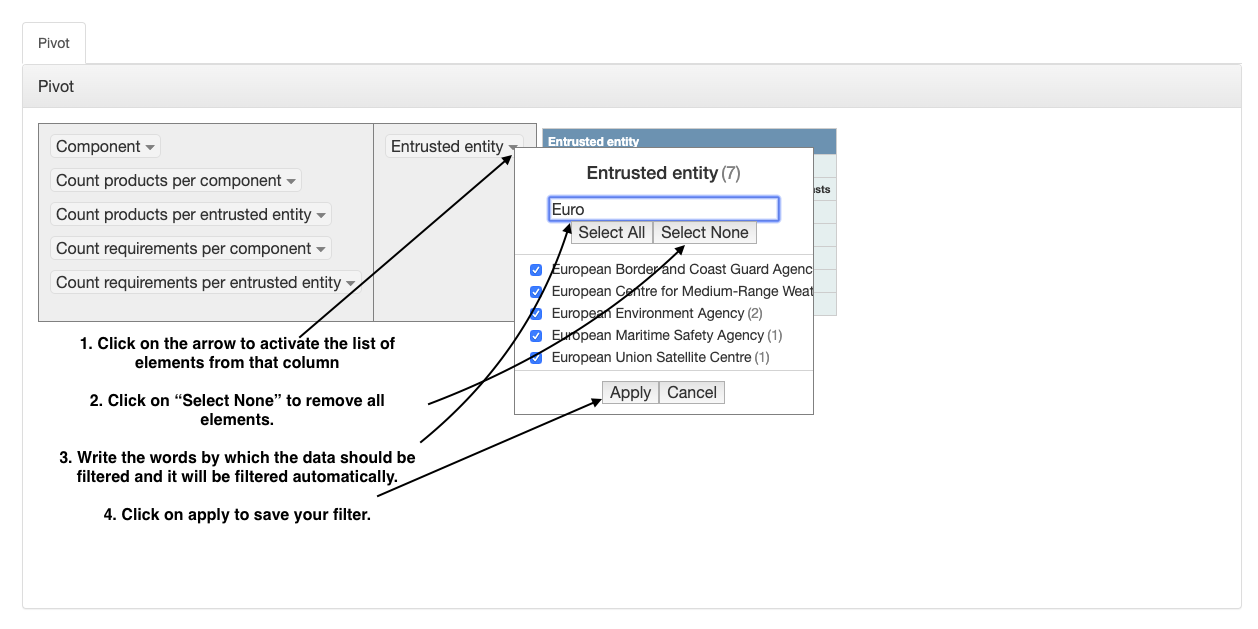 Pivot
Pivot
Component
Count products per component
Count products per entrusted entity
Count requirements per component
Count requirements per entrusted entity
Entrusted entity
Entrusted entity
Entrusted entity (7)
Euro
Select All Select None
European Border and Coast Guard Agenc
European Centre for Medium-Range Weat
European Environment Agency (2)
European Maritime Safety Agency (1)
European Union Satellite Centre (1)
Apply Cancel
1. Click on the arrow to activate the list of
elements from that column
2. Click on “Select None” to remove all
elements.
3. Write the words by which the data should be
filtered and it will be filtered automatically.
4. Click on apply to save your filter.